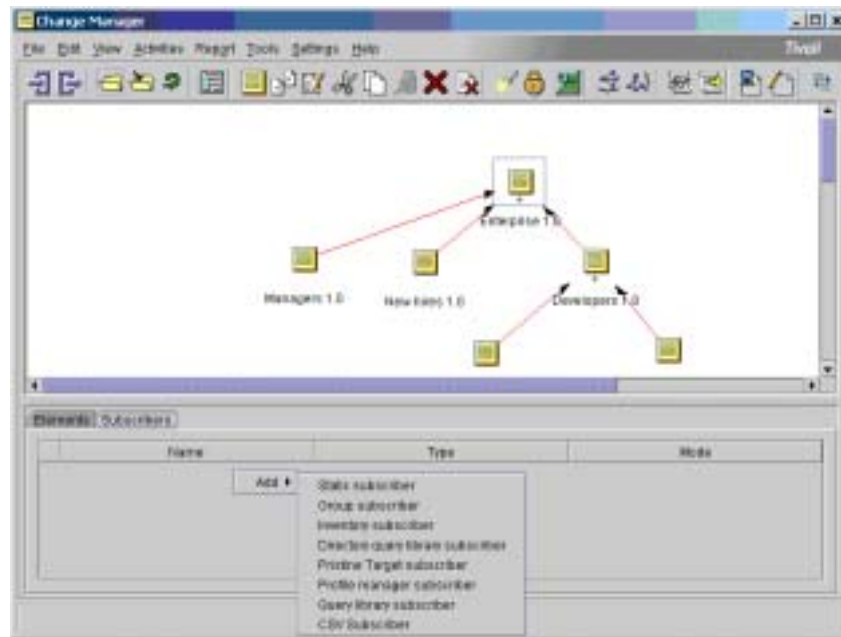 Change Manager
File Edit View Activities Report Tools Settings Help
Tivoli
Enterprise 1.0
Managers 1.0
New hires 1.0
Developers 1.0
Elements Subscribers
Name Type Mode
Add
Static subscriber
Group subscriber
Inventory subscriber
Directory query library subscriber
Pristine Target subscriber
Profile manager subscriber
Query library subscriber
CSV Subscriber